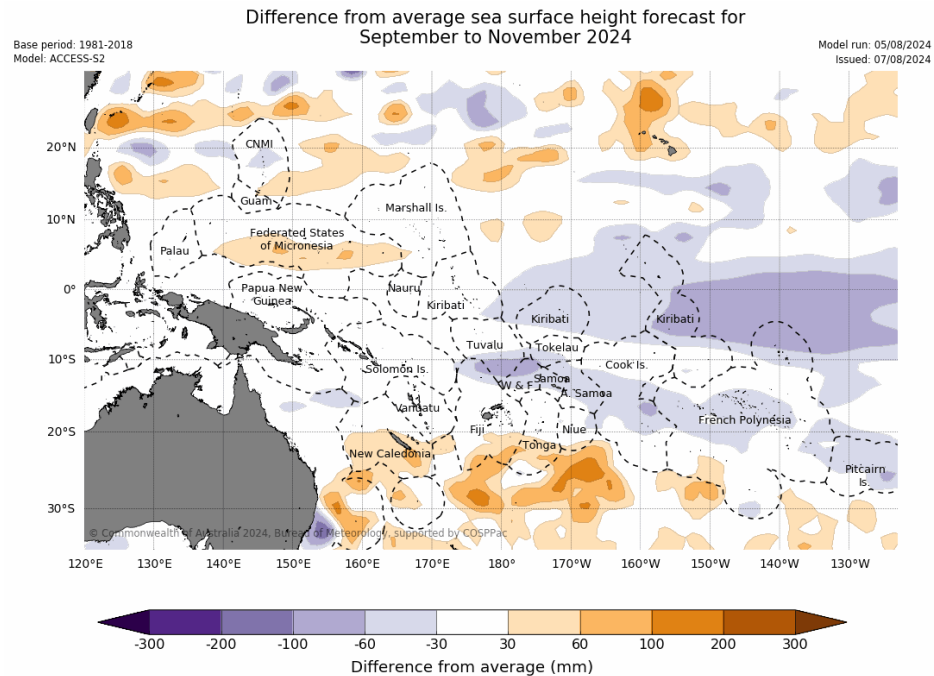 Difference from average sea surface height forecast for
September to November 2024
Base period: 1981-2018
Model: ACCESS-S2
Model run: 05/08/2024
Issued: 07/08/2024
CNMI
20°N
Guam
Marshall Is.
10°N
Federated States
of Micronesia
Palau
0°
Papua New
Guinea
Nauru
Kiribati
Kiribati
Kiribati
Tuvalu
Tokelau
10°S
Solomon Is.
Cook Is.
W & F
Samoa
A. Samoa
Vanuatu
French Polynesia
20°S
Fiji
Niue
Tonga
New Caledonia
Pitcairn
Is.
30°S
© Commonwealth of Australia 2024, Bureau of Meteorology, supported by COSPPac
120°E 130°E 140°E 150°E 160°E 170°E 180° 170°W 160°W 150°W 140°W 130°W
-300 -200 -100 -60 -30 30 60 100 200 300
Difference from average (mm)